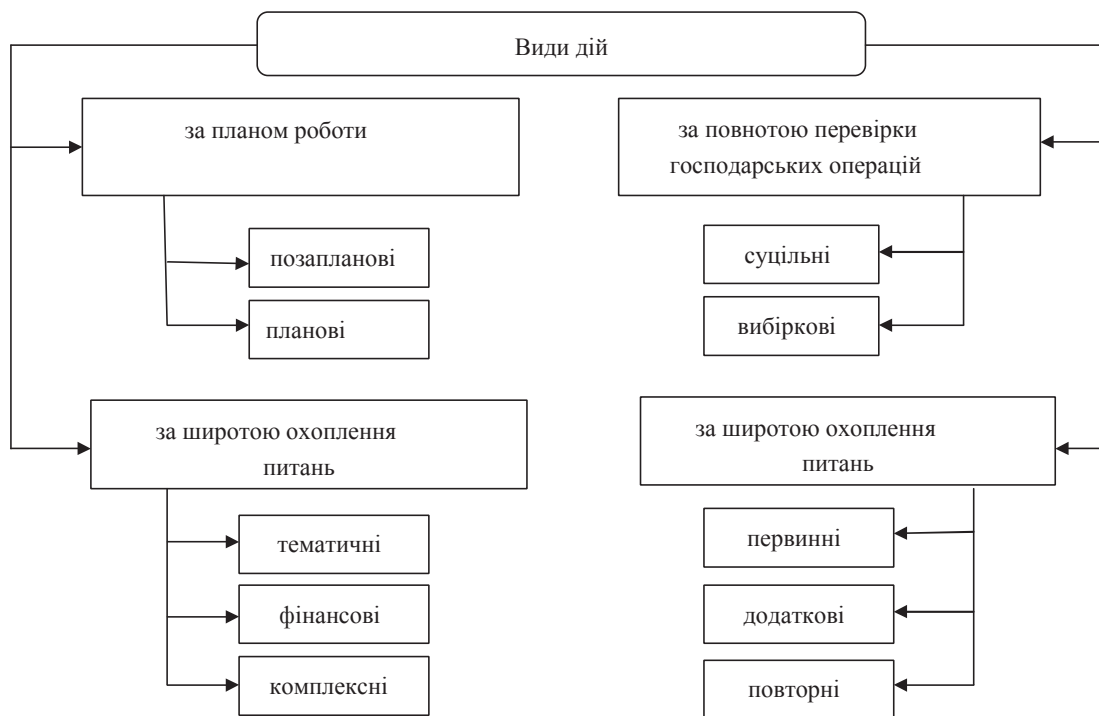 Види дій
за планом роботи
за повнотою перевірки
господарських операцій
позапланові
планові
суцільні
вибіркові
за широтою охоплення
питань
за широтою охоплення
питань
тематичні
фінансові
комплексні
первинні
додаткові
повторні